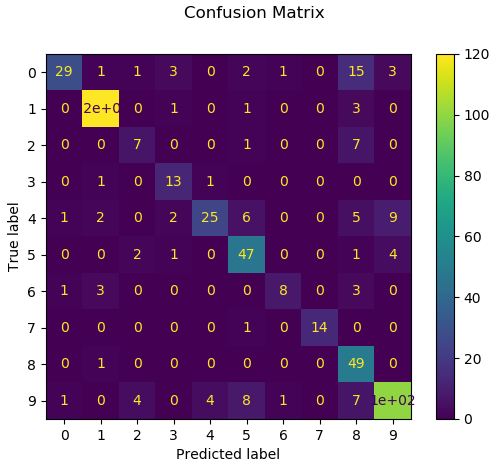 Confusion Matrix
0 29 1 1 3 0 2 1 0 15 3
1 0 2e+0 0 1 0 1 0 0 3 0
2 0 0 7 0 0 1 0 0 7 0
3 0 1 0 13 1 0 0 0 0 0
4 1 2 0 2 25 6 0 0 5 9
5 0 0 2 1 0 47 0 0 1 4
6 1 3 0 0 0 0 8 0 3 0
7 0 0 0 0 0 1 0 14 0 0
8 0 1 0 0 0 0 0 0 49 0
9 1 0 4 0 4 8 1 0 7 1e+02
0 1 2 3 4 5 6 7 8 9
Predicted label
True label
120
100
80
60
40
20
0